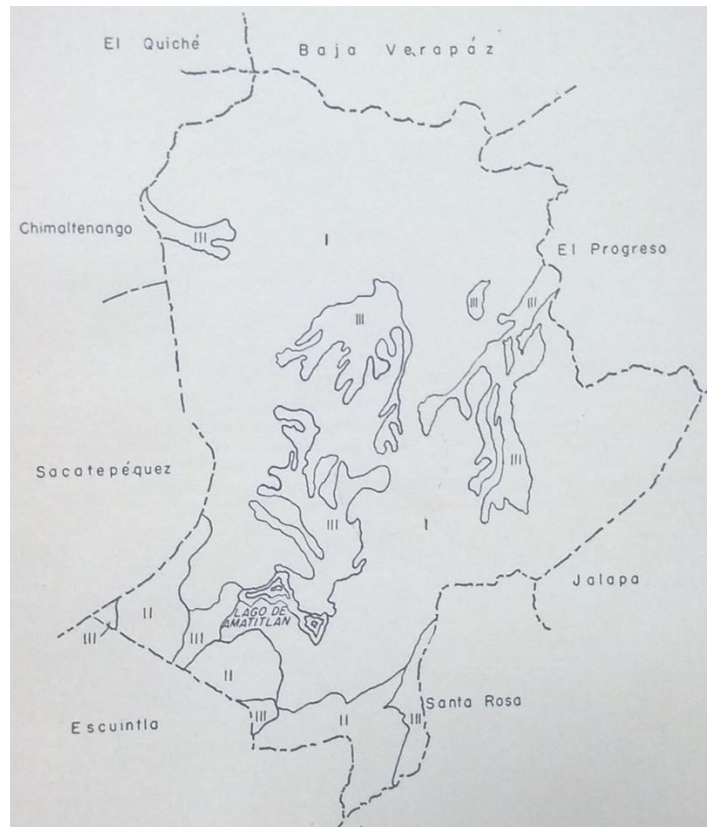 El Quiché
Baja Verapáz
Chimaltenango
III
I
El Progreso
III
III
III
Sacatepéquez
III
III
I
Jalapa
II
LAGO DE
AMATITLAN
III
III
II
Santa Rosa
III
III
II
Escuintla